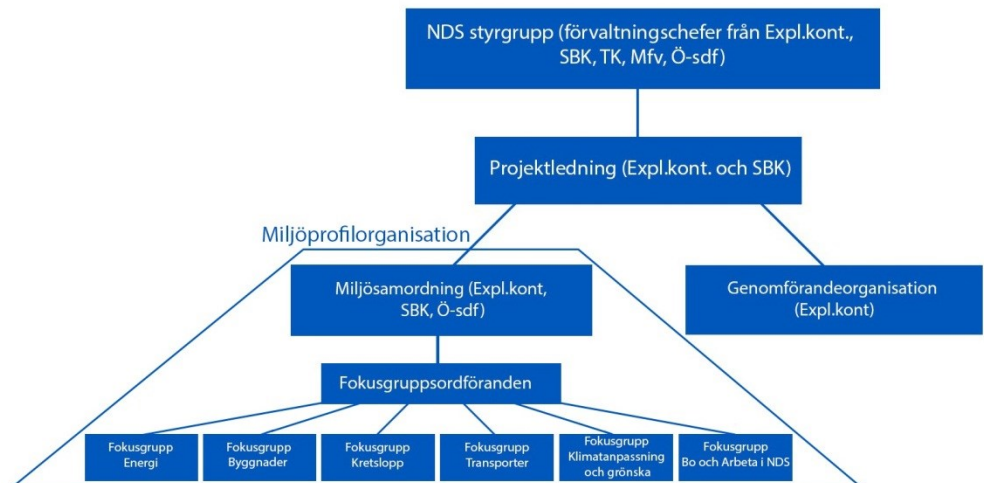 NDS styrgrupp (förvaltningschefer från Expl.kont.,
SBK, TK, Mfv, Ö-sdf)
Projektledning (Expl.kont. och SBK)
Miljöprofilorganisation
Miljösamordning (Expl.kont,
SBK, Ö-sdf)
Genomförandeorganisation
(Expl.kont)
Fokusgruppsordföranden
Fokusgrupp
Energi
Fokusgrupp
Byggnader
Fokusgrupp
Kretslopp
Fokusgrupp
Transporter
Fokusgrupp
Klimatanpassning
och grönska
Fokusgrupp
Bo och Arbeta i NDS